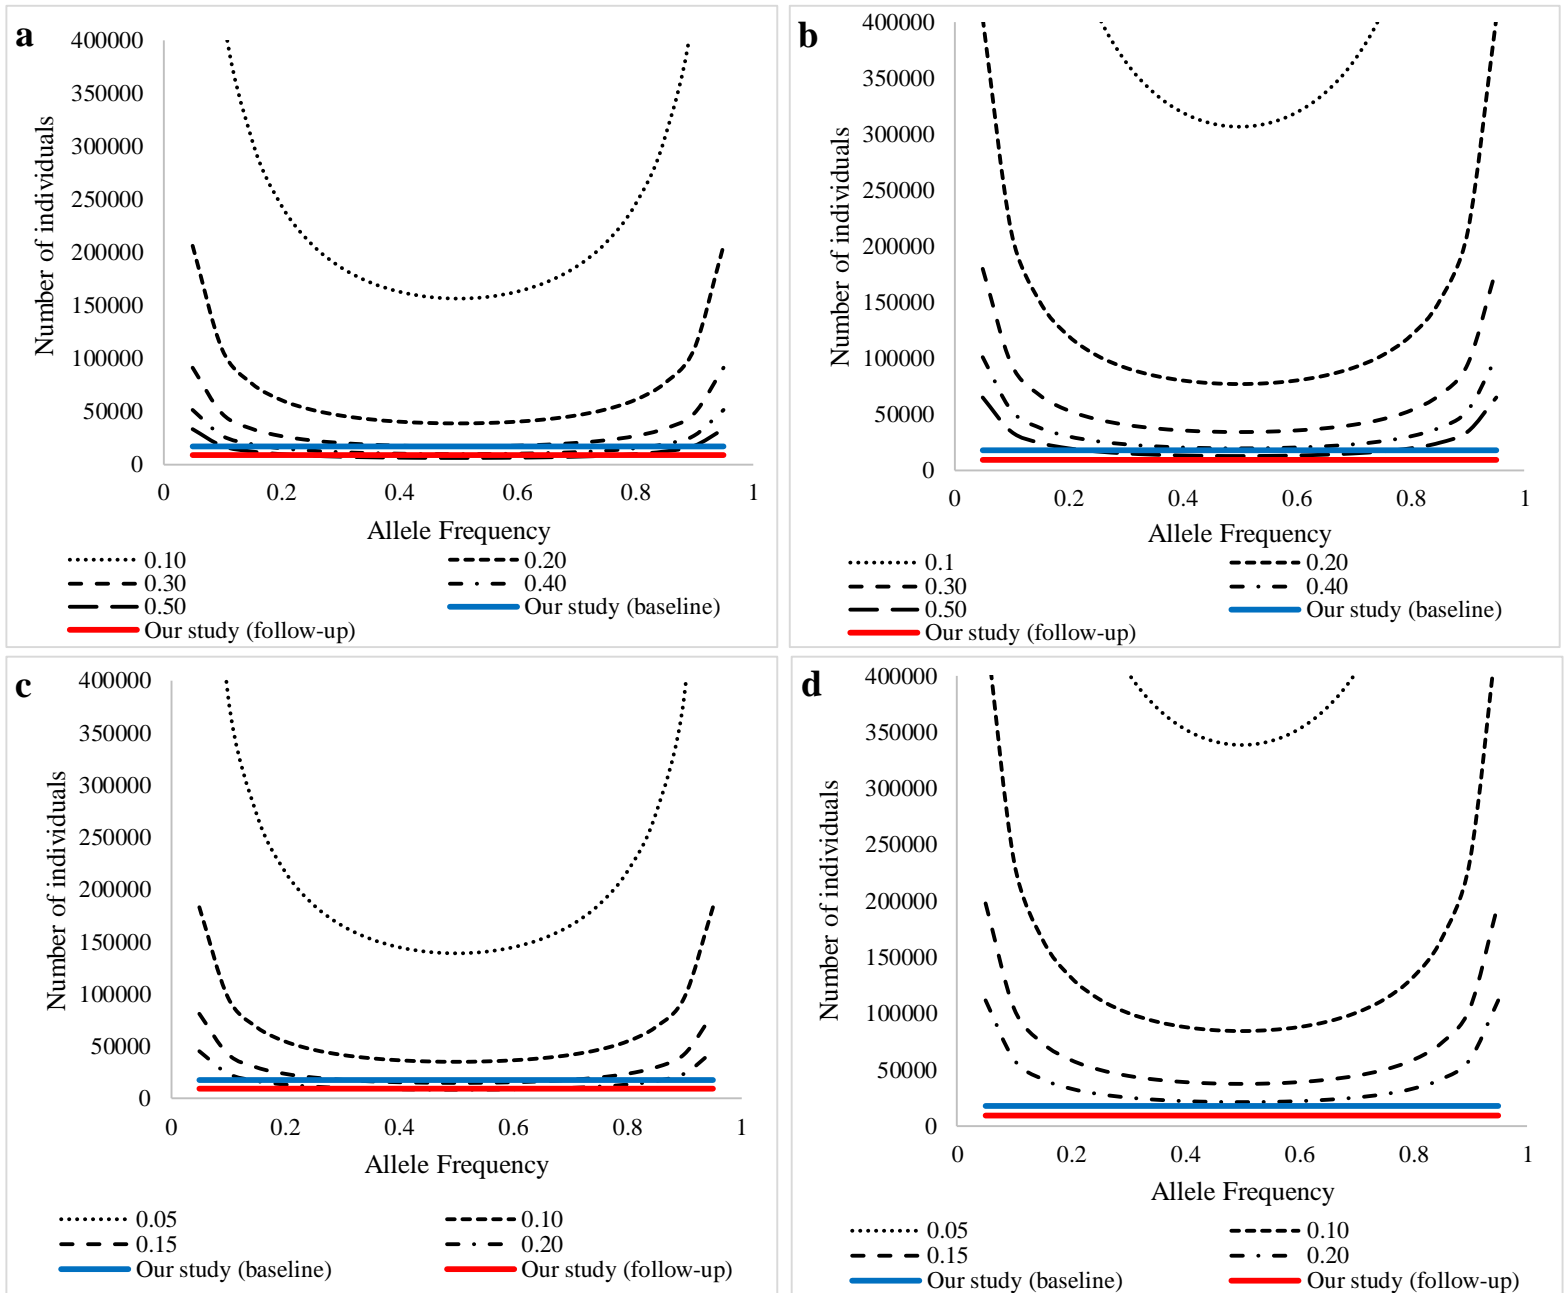 a
400000
350000
300000
250000
200000
150000
100000
50000
0
Number of individuals
0 0.2 0.4 0.6 0.8 1
Allele Frequency
0.10 0.20
0.30 0.40
0.50 Our study (baseline)
Our study (follow-up)
b
400000
350000
300000
250000
200000
150000
100000
50000
0
Number of individuals
0 0.2 0.4 0.6 0.8 1
Allele Frequency
0.1 0.20
0.30 0.40
0.50 Our study (baseline)
Our study (follow-up)
c
400000
350000
300000
250000
200000
150000
100000
50000
0
Number of individuals
0 0.2 0.4 0.6 0.8 1
Allele Frequency
0.05 0.10
0.15 0.20
Our study (baseline) Our study (follow-up)
d
400000
350000
300000
250000
200000
150000
100000
50000
0
Number of individuals
0 0.2 0.4 0.6 0.8 1
Allele Frequency
0.05 0.10
0.15 0.20
Our study (baseline) Our study (follow-up)